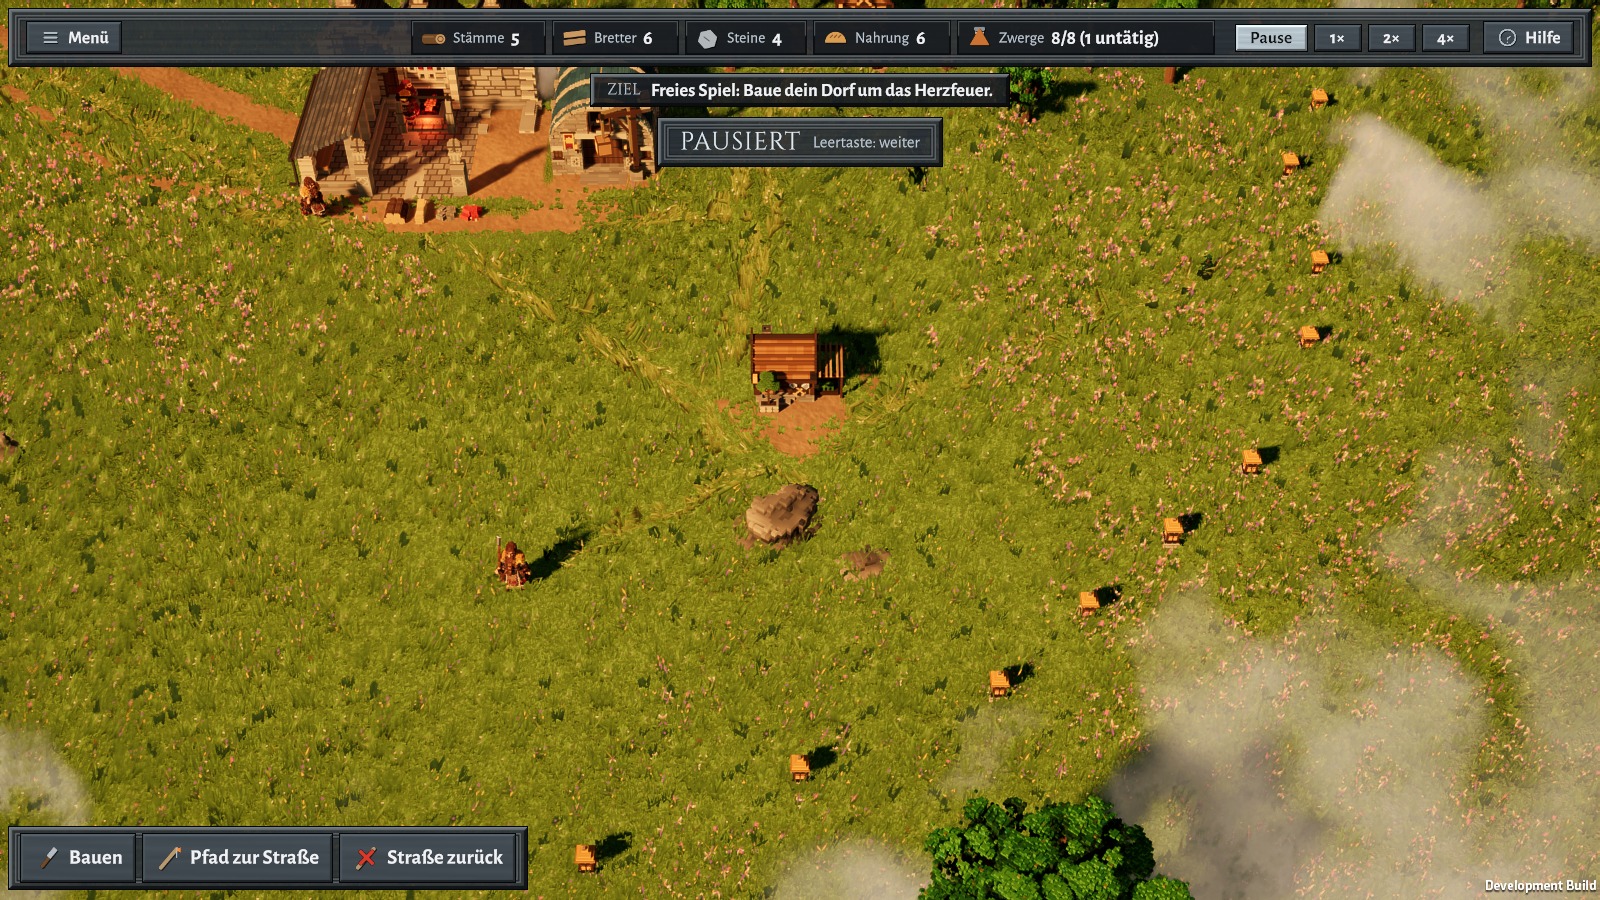 Menü
Stämme 5
Bretter 6
Steine 4
Nahrung 6
Zwerge 8/8 (1 untätig)
Pause
1×
2×
4×
Hilfe
ZIEL Freies Spiel: Baue dein Dorf um das Herzfeuer.
PAUSIERT Leertaste: weiter
Bauen
Pfad zur Straße
Straße zurück
Development Build